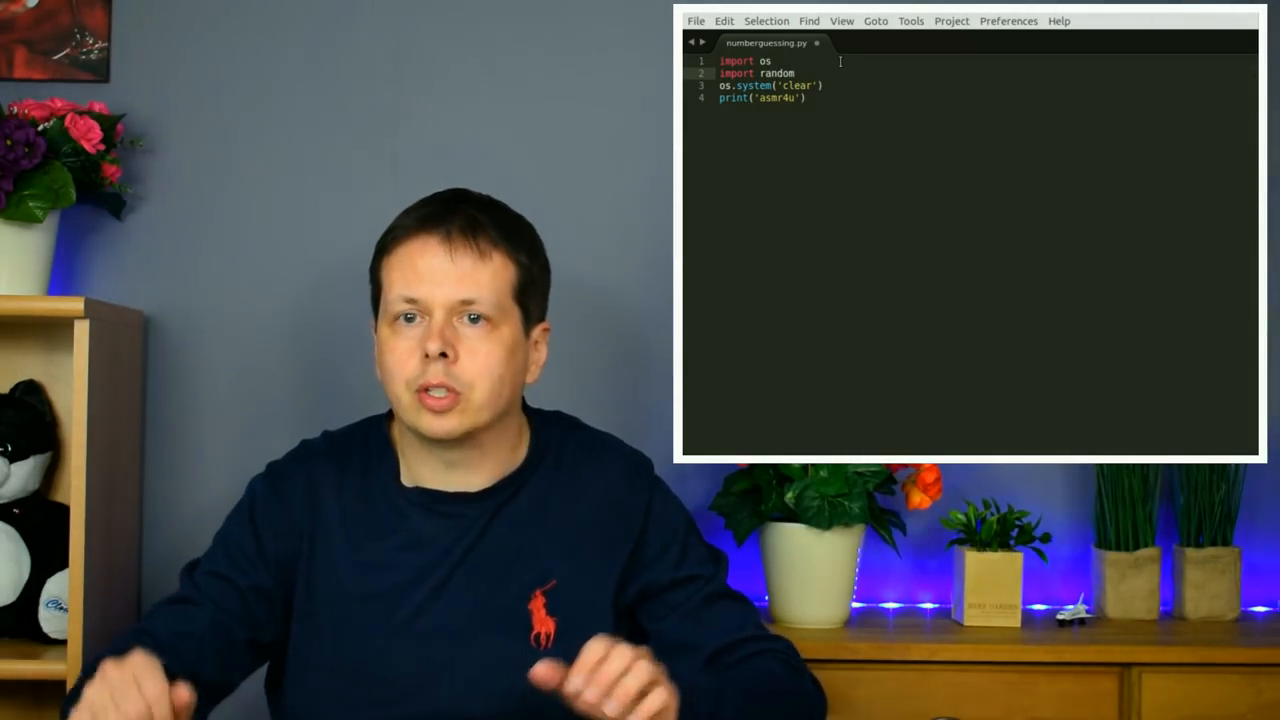 File Edit Selection Find View Goto Tools Project Preferences Help
numberguessing.py
1 import os
2 import random
3 os.system('clear')
4 print('asmr4u')